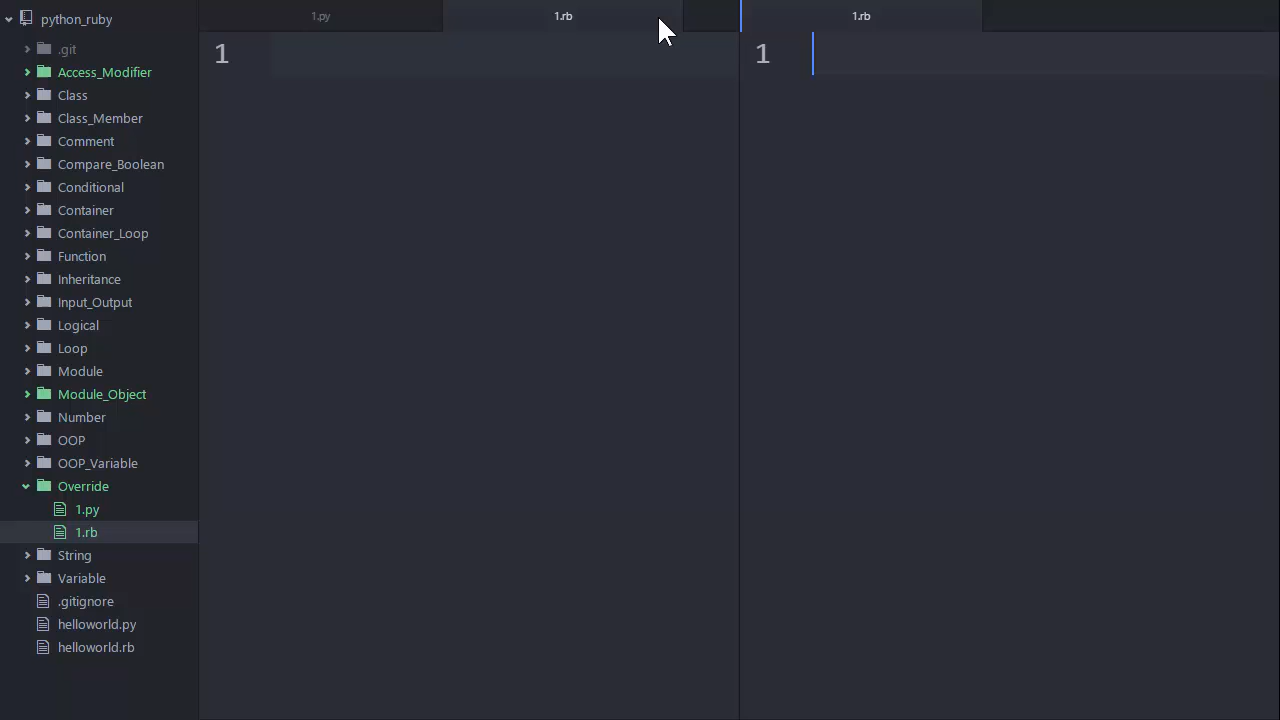 python_ruby
.git
Access_Modifier
Class
Class_Member
Comment
Compare_Boolean
Conditional
Container
Container_Loop
Function
Inheritance
Input_Output
Logical
Loop
Module
Module_Object
Number
OOP
OOP_Variable
Override
1.py
1.rb
String
Variable
.gitignore
helloworld.py
helloworld.rb
1.py
1.rb
1
1.rb
1